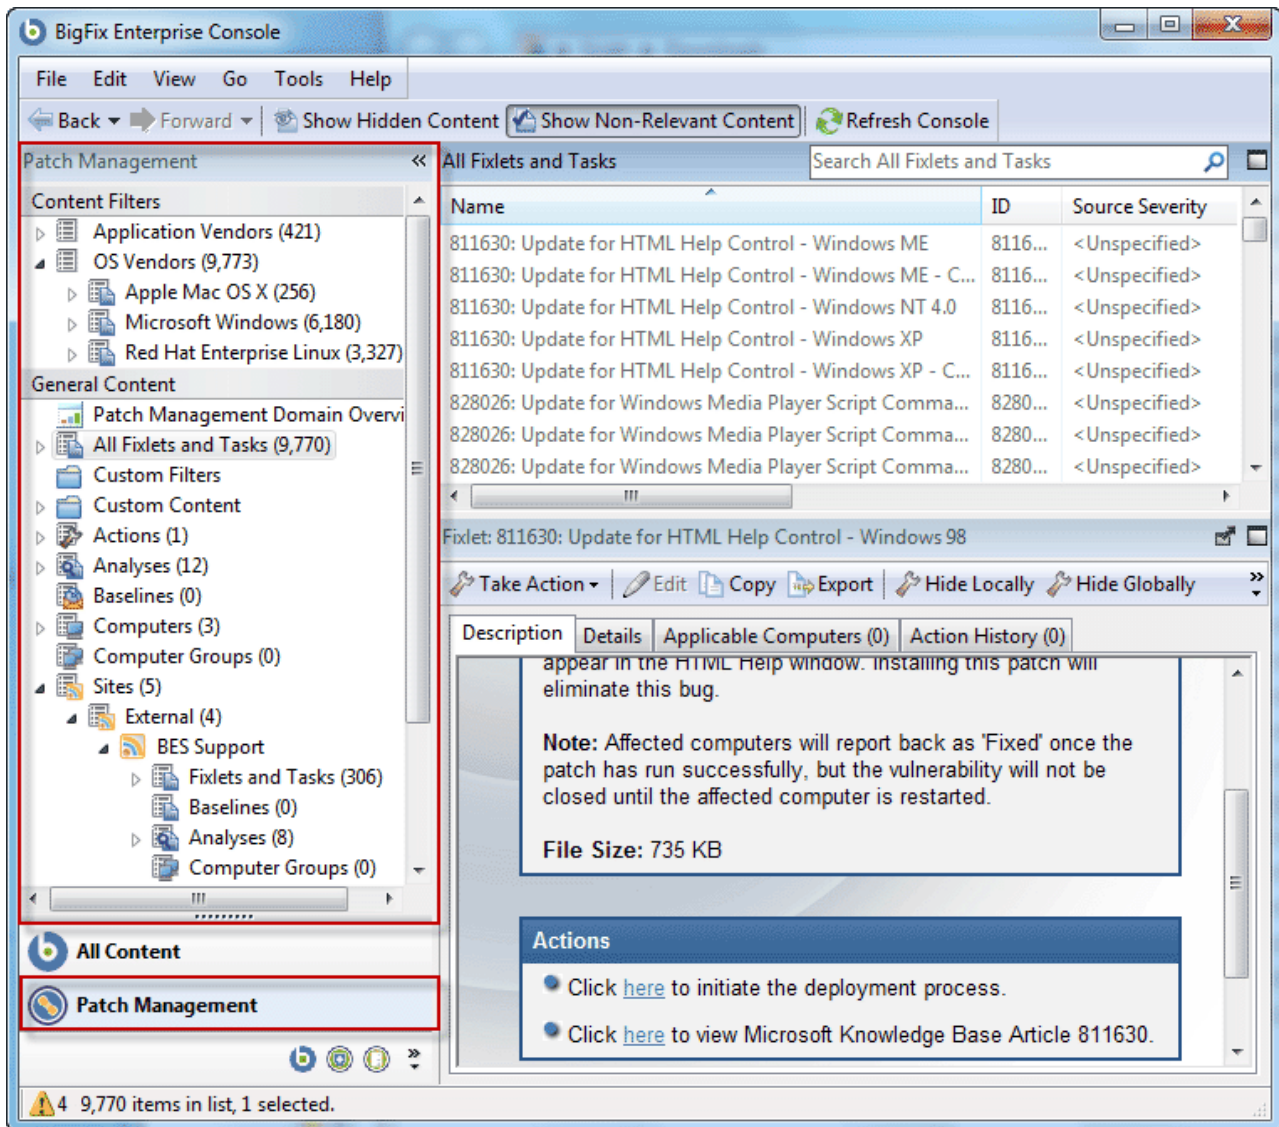 BigFix Enterprise Console
File Edit View Go Tools Help
Back Forward Show Hidden Content Show Non-Relevant Content Refresh Console
Patch Management «
Content Filters
Application Vendors (421)
OS Vendors (9,773)
Apple Mac OS X (256)
Microsoft Windows (6,180)
Red Hat Enterprise Linux (3,327)
General Content
Patch Management Domain Overvi
All Fixlets and Tasks (9,770)
Custom Filters
Custom Content
Actions (1)
Analyses (12)
Baselines (0)
Computers (3)
Computer Groups (0)
Sites (5)
External (4)
BES Support
Fixlets and Tasks (306)
Baselines (0)
Analyses (8)
Computer Groups (0)
All Content
Patch Management
»
All Fixlets and Tasks Search All Fixlets and Tasks
Name ID Source Severity
811630: Update for HTML Help Control - Windows ME 8116... <Unspecified>
811630: Update for HTML Help Control - Windows ME - C... 8116... <Unspecified>
811630: Update for HTML Help Control - Windows NT 4.0 8116... <Unspecified>
811630: Update for HTML Help Control - Windows XP 8116... <Unspecified>
811630: Update for HTML Help Control - Windows XP - C... 8116... <Unspecified>
828026: Update for Windows Media Player Script Comma... 8280... <Unspecified>
828026: Update for Windows Media Player Script Comma... 8280... <Unspecified>
828026: Update for Windows Media Player Script Comma... 8280... <Unspecified>
Fixlet: 811630: Update for HTML Help Control - Windows 98
Take Action Edit Copy Export Hide Locally Hide Globally »
Description Details Applicable Computers (0) Action History (0)
appear in the HTML Help window. Installing this patch will
eliminate this bug.
Note: Affected computers will report back as 'Fixed' once the
patch has run successfully, but the vulnerability will not be
closed until the affected computer is restarted.
File Size: 735 KB
Actions
Click here to initiate the deployment process.
Click here to view Microsoft Knowledge Base Article 811630.
4 9,770 items in list, 1 selected.